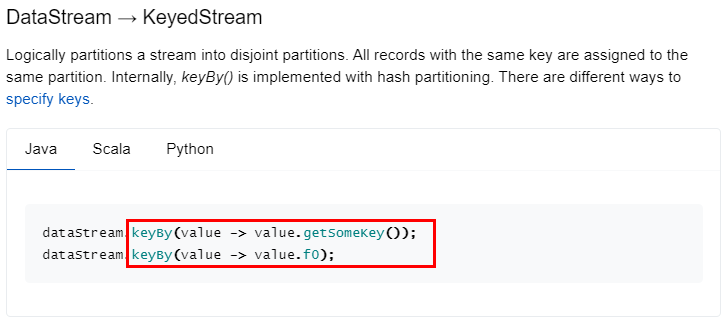 DataStream → KeyedStream
Logically partitions a stream into disjoint partitions. All records with the same key are assigned to the
same partition. Internally, keyBy() is implemented with hash partitioning. There are different ways to
specify keys.
Java Scala Python
dataStream.keyBy(value -> value.getSomeKey());
dataStream.keyBy(value -> value.f0);